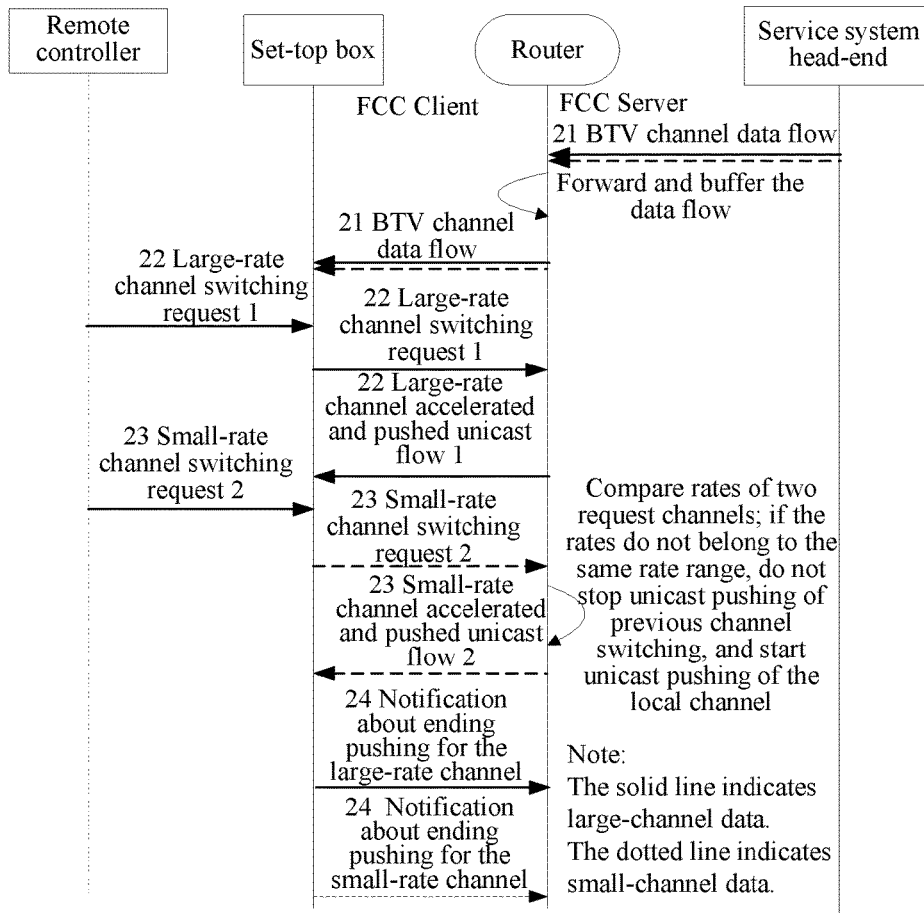 Remote
controller
Set-top box
Router
Service system
head-end
FCC Client
FCC Server
21 BTV channel data flow
Forward and buffer the
data flow
21 BTV channel
data flow
22 Large-rate
channel switching
request 1
22 Large-rate
channel switching
request 1
22 Large-rate
channel accelerated
and pushed unicast
flow 1
23 Small-rate
channel switching
request 2
23 Small-rate
channel switching
request 2
Compare rates of two
request channels; if the
rates do not belong to the
same rate range, do not
stop unicast pushing of
previous channel
switching, and start
unicast pushing of the
local channel
23 Small-rate
channel accelerated
and pushed unicast
flow 2
24 Notification
about ending
pushing for the
large-rate channel
24 Notification
about ending
pushing for the
small-rate channel
Note:
The solid line indicates
large-channel data.
The dotted line indicates
small-channel data.